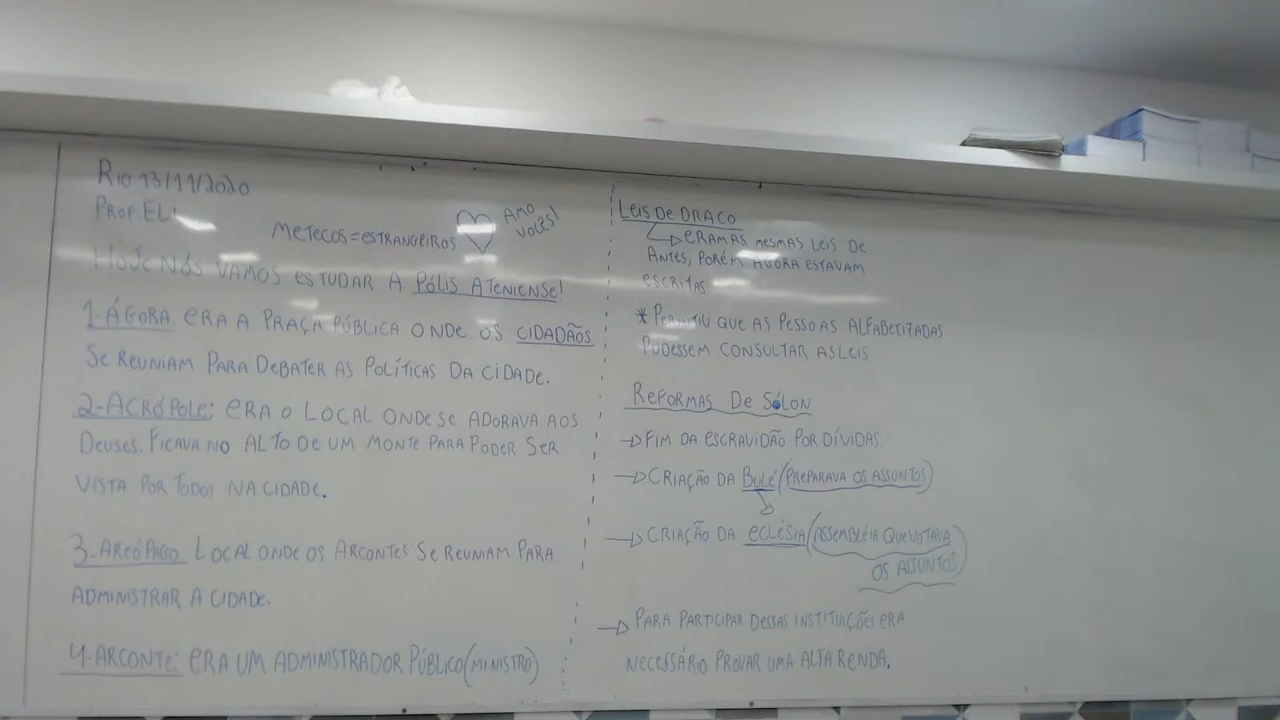 RIO 13/11/2020
PROF ELI
METECOS=ESTRANGEIROS
AMO
VOCÊS!
HOJE NÓS VAMOS ESTUDAR A PÓLIS ATENIENSE!
1-ÁGORA ERA A PRAÇA PÚBLICA ONDE OS CIDADÃOS
SE REUNIAM PARA DEBATER AS POLÍTICAS DA CIDADE.
2-ACRÓPOLE: ERA O LOCAL ONDE SE ADORAVA AOS
DEUSES. FICAVA NO ALTO DE UM MONTE PARA PODER SER
VISTA POR TODOS NA CIDADE.
3-AREÓPAGO LOCAL ONDE OS ARCONTES SE REUNIAM PARA
ADMINISTRAR A CIDADE.
4-ARCONTE: ERA UM ADMINISTRADOR PÚBLICO (MINISTRO)
LEIS DE DRACO
→ ERAM AS MESMAS LEIS DE
ANTES, PORÉM AGORA ESTAVAM
ESCRITAS
* PERMITIU QUE AS PESSOAS ALFABETIZADAS
PUDESSEM CONSULTAR AS LEIS
REFORMAS DE SÓLON
→ FIM DA ESCRAVIDÃO POR DÍVIDAS.
→ CRIAÇÃO DA BULÉ (PREPARAVA OS ASSUNTOS)
→ CRIAÇÃO DA ECLÉSIA (ASSEMBLÉIA QUE VOTAVA
OS ASSUNTOS)
→ PARA PARTICIPAR DESSAS INSTITUIÇÕES ERA
NECESSÁRIO PROVAR UMA ALTA RENDA.